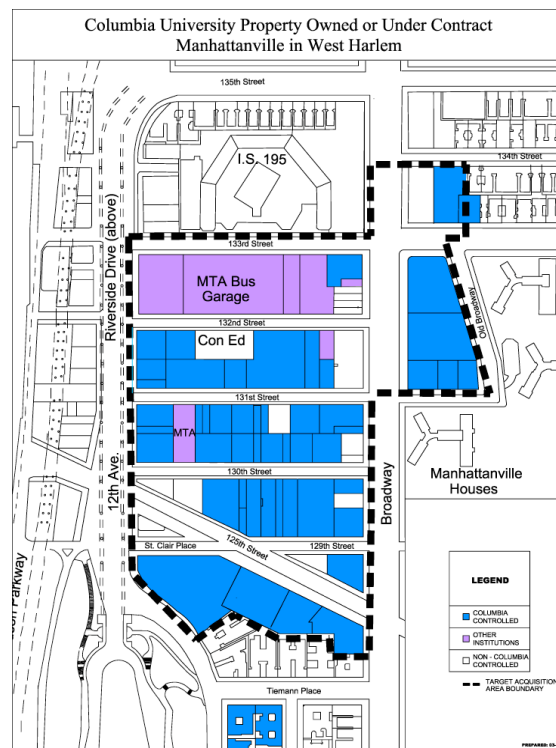 Columbia University Property Owned or Under Contract
Manhattanville in West Harlem
135th Street
134th Street
I.S. 195
Riverside Drive (above)
133rd Street
MTA Bus
Garage
Old Broadway
132nd Street
Con Ed
131st Street
MTA
12th Ave.
130th Street
Broadway
Manhattanville
Houses
125th Street
St. Clair Place
129th Street
Parkway
LEGEND
COLUMBIA
CONTROLLED
OTHER
INSTITUTIONS
NON - COLUMBIA
CONTROLLED
TARGET ACQUISITION
AREA BOUNDARY
Tiemann Place
PREPARED: